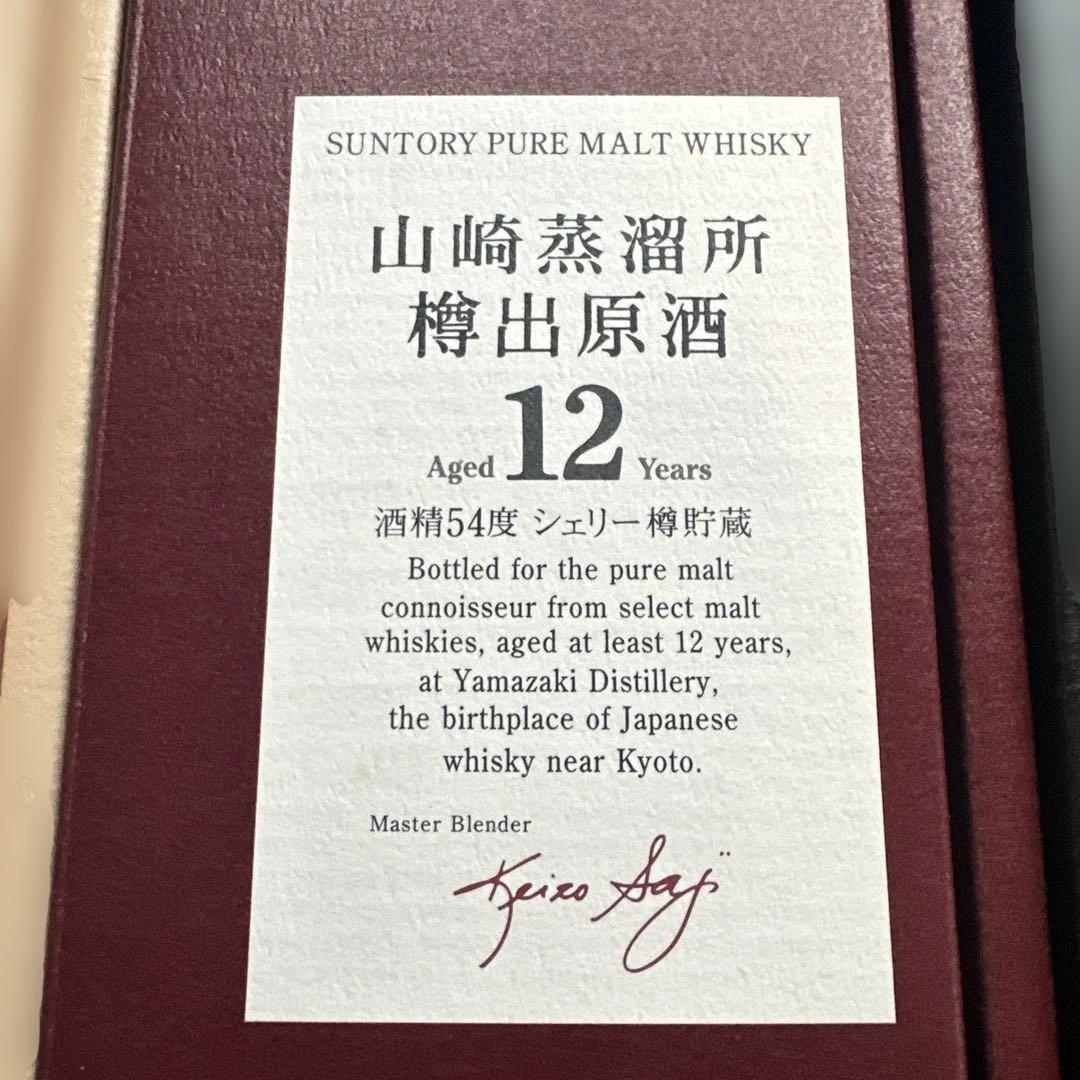 SUNTORY PURE MALT WHISKY
山崎蒸溜所
樽出原酒
Aged 12 Years
酒精54度 シェリー樽貯蔵
Bottled for the pure malt
connoisseur from select malt
whiskies, aged at least 12 years,
at Yamazaki Distillery,
the birthplace of Japanese
whisky near Kyoto.
Master Blender
Keizo Saji